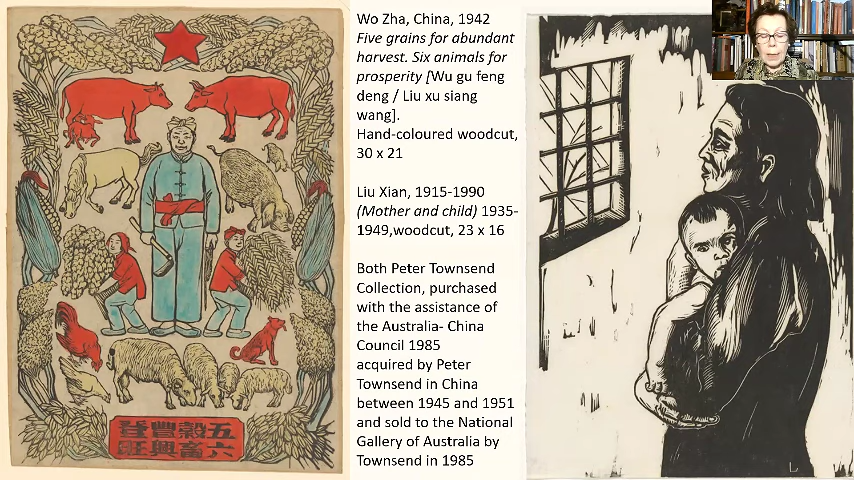 Wo Zha, China, 1942
Five grains for abundant
harvest. Six animals for
prosperity [Wu gu feng
deng / Liu xu siang
wang].
Hand-coloured woodcut,
30 x 21
Liu Xian, 1915-1990
(Mother and child) 1935-
1949,woodcut, 23 x 16
Both Peter Townsend
Collection, purchased
with the assistance of
the Australia- China
Council 1985
acquired by Peter
Townsend in China
between 1945 and 1951
and sold to the National
Gallery of Australia by
Townsend in 1985
登豐穀五
旺興畜六
L